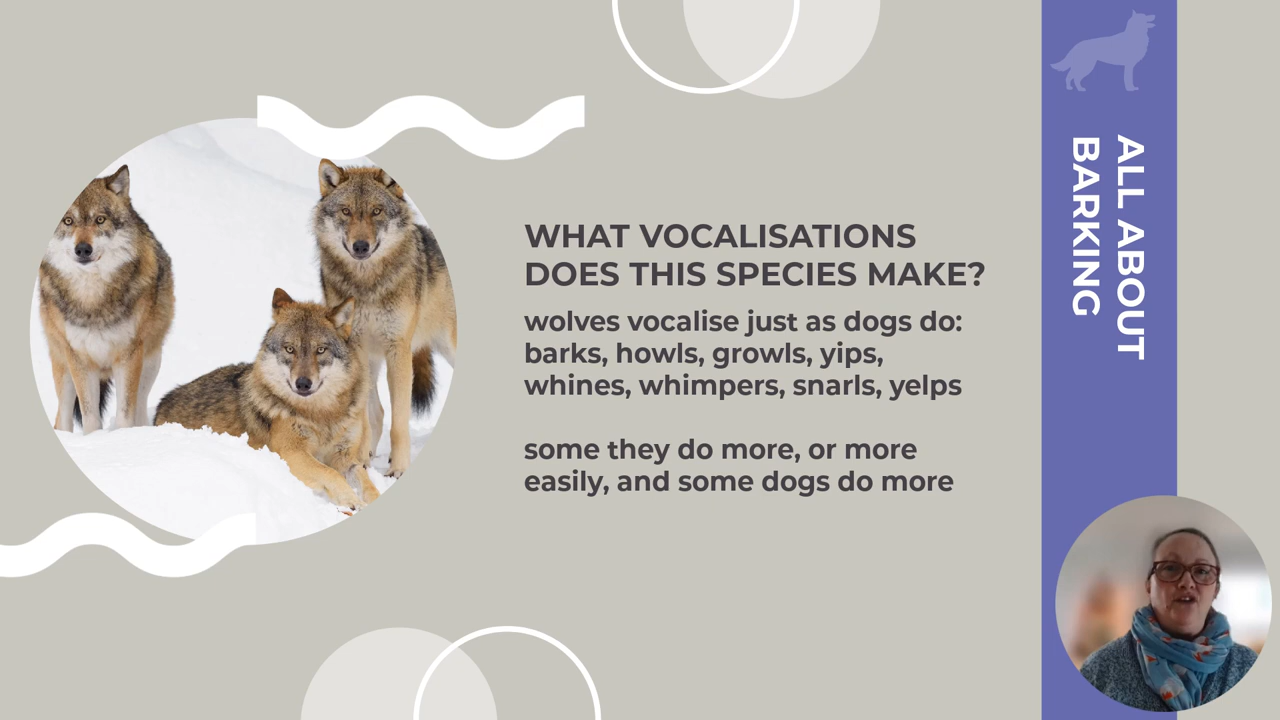 WHAT VOCALISATIONS
DOES THIS SPECIES MAKE?
wolves vocalise just as dogs do:
barks, howls, growls, yips,
whines, whimpers, snarls, yelps
some they do more, or more
easily, and some dogs do more
ALL ABOUT
BARKING